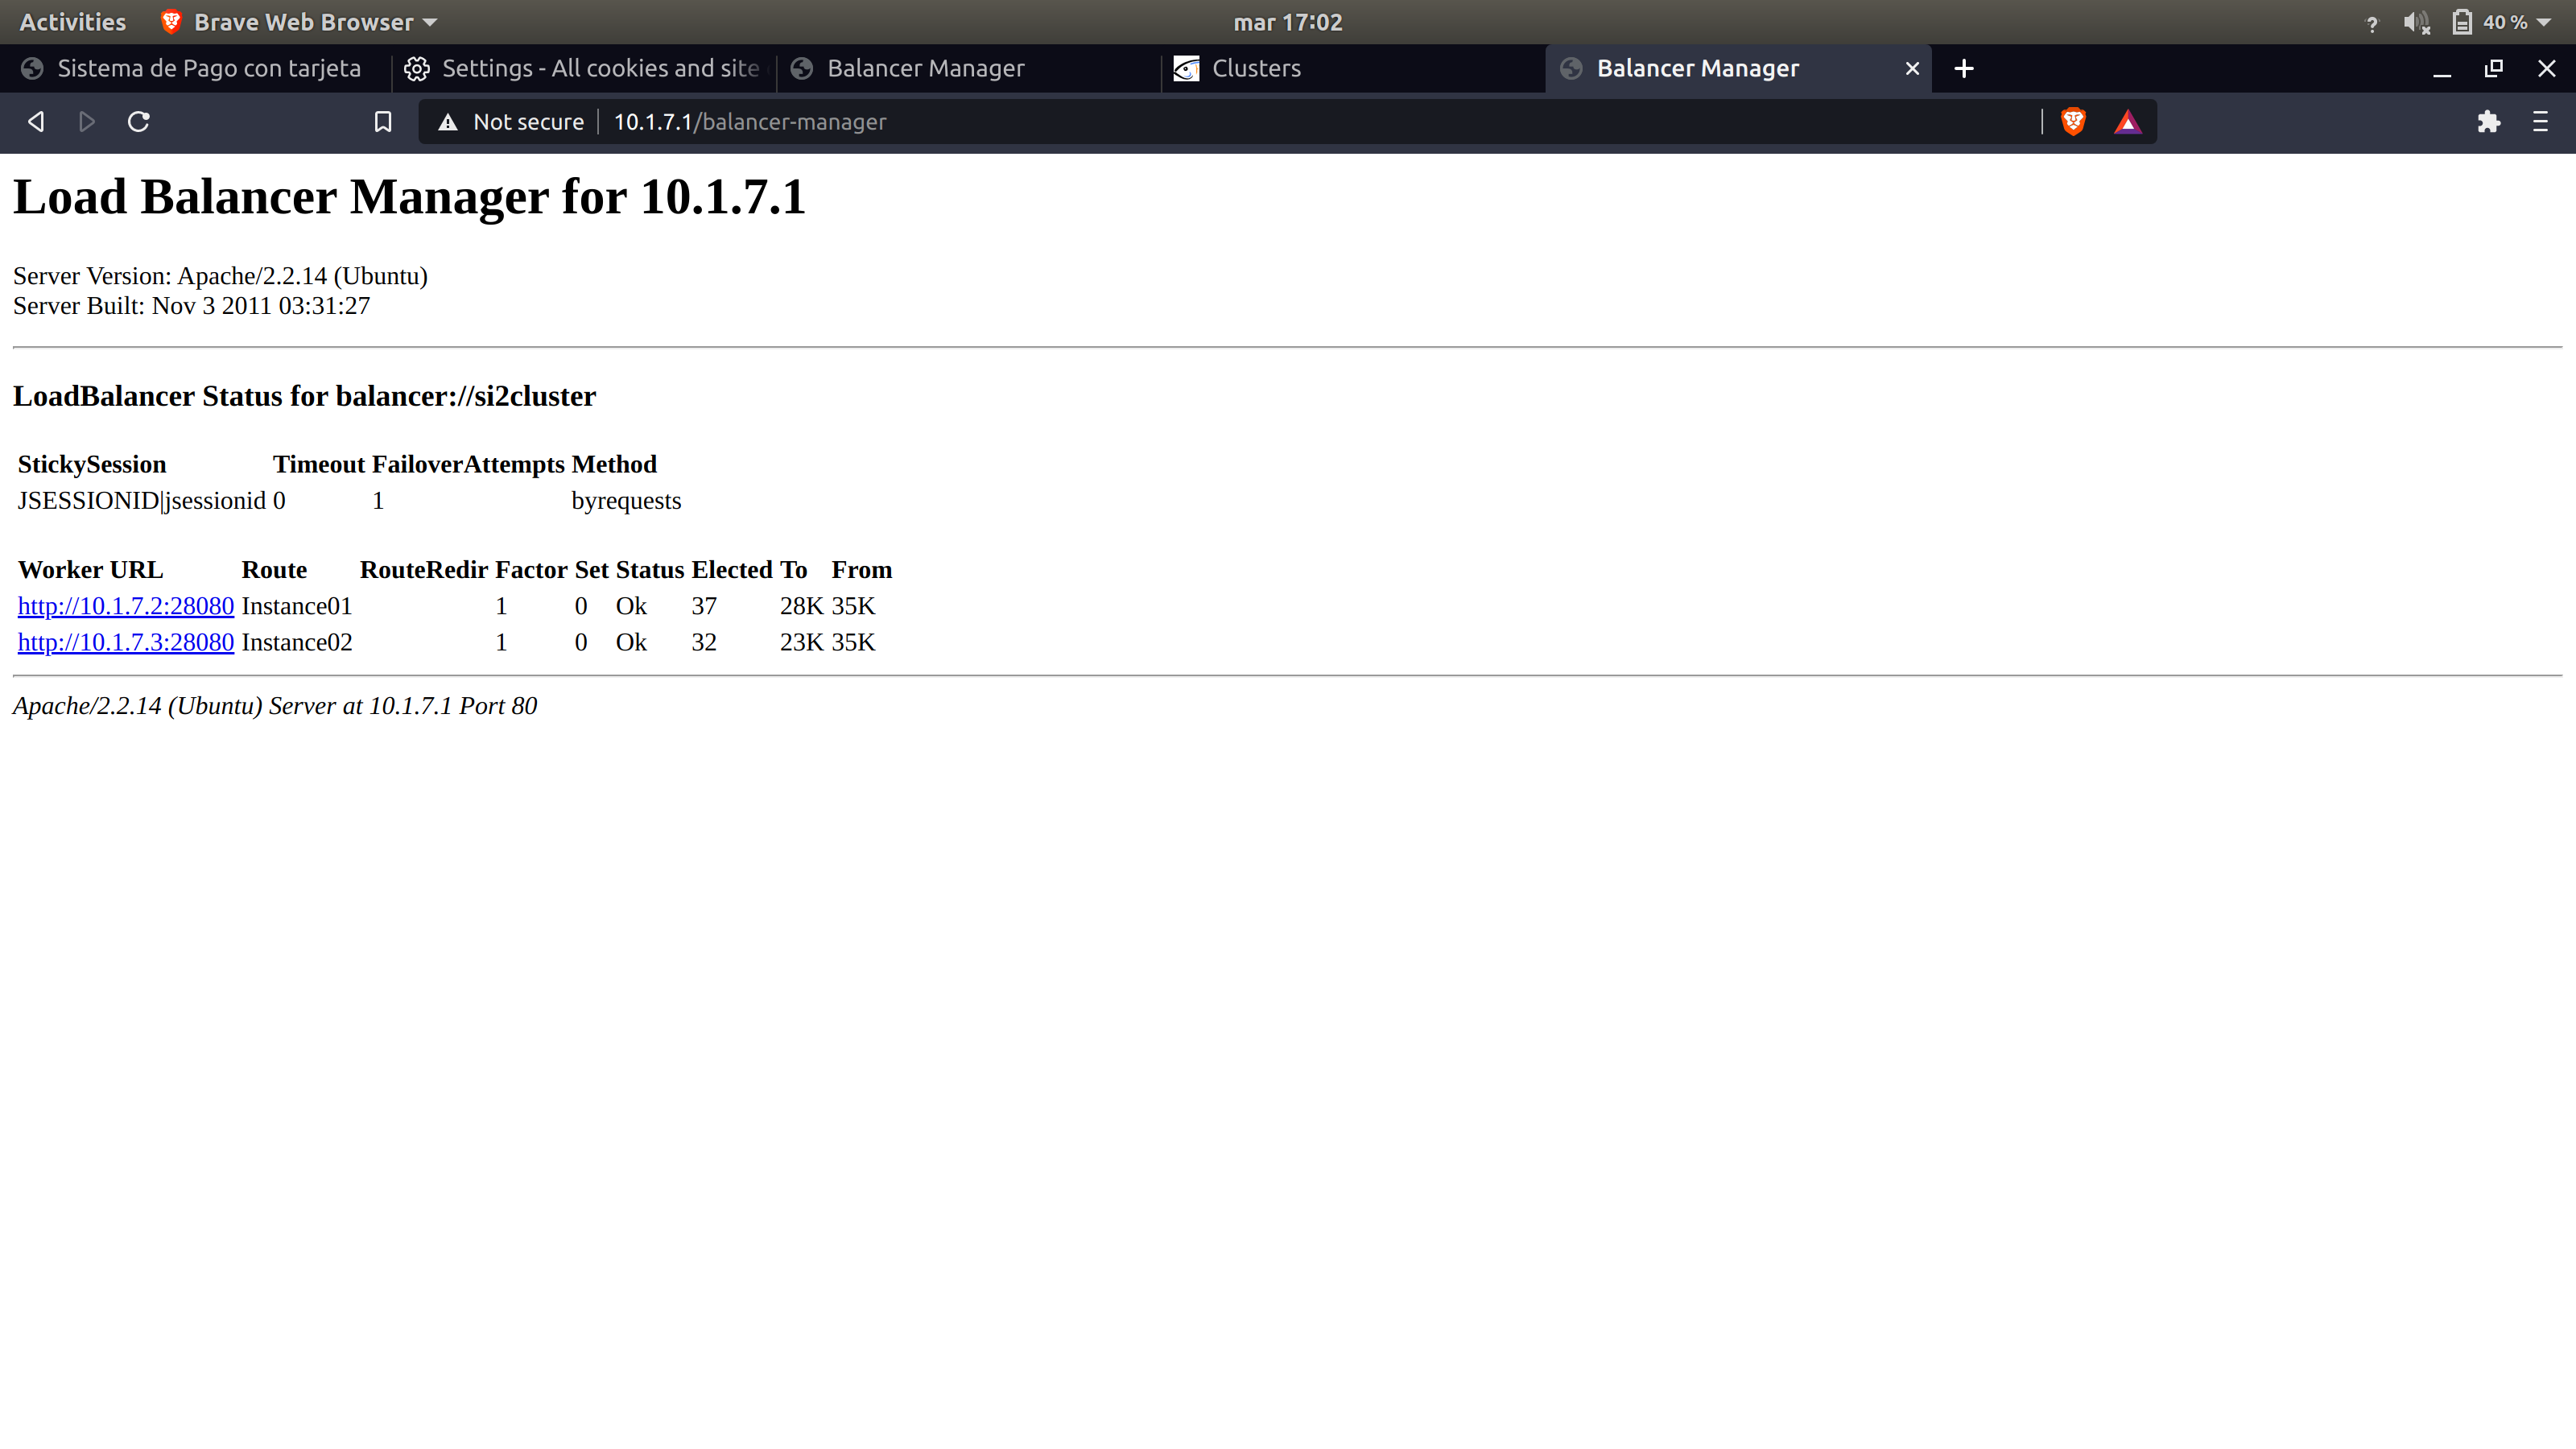 Activities Brave Web Browser mar 17:02 ? 40 %
Sistema de Pago con tarjeta Settings - All cookies and site Balancer Manager Clusters Balancer Manager
Not secure 10.1.7.1/balancer-manager
Load Balancer Manager for 10.1.7.1
Server Version: Apache/2.2.14 (Ubuntu)
Server Built: Nov 3 2011 03:31:27
LoadBalancer Status for balancer://si2cluster
StickySession Timeout FailoverAttempts Method
JSESSIONID|jsessionid 0 1 byrequests
Worker URL Route RouteRedir Factor Set Status Elected To From
http://10.1.7.2:28080 Instance01 1 0 Ok 37 28K 35K
http://10.1.7.3:28080 Instance02 1 0 Ok 32 23K 35K
Apache/2.2.14 (Ubuntu) Server at 10.1.7.1 Port 80